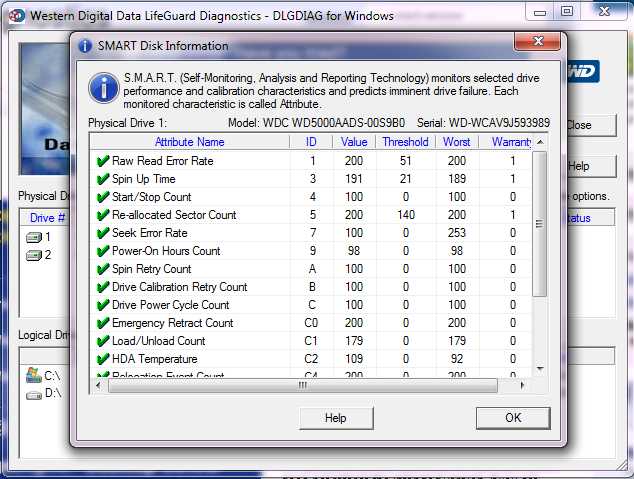 Western Digital Data LifeGuard Diagnostics - DLGDIAG for Windows
SMART Disk Information
S.M.A.R.T. (Self-Monitoring, Analysis and Reporting Technology) monitors selected drive
performance and calibration characteristics and predicts imminent drive failure. Each
monitored characteristic is called Attribute.
WD
Da
Close
Help
Physical Drive 1: Model: WDC WD5000AADS-00S9B0 Serial: WD-WCAV9J593989
Attribute Name ID Value Threshold Worst Warranty
Raw Read Error Rate 1 200 51 200 1
Spin Up Time 3 191 21 189 1
Start/Stop Count 4 100 0 100 0
Re-allocated Sector Count 5 200 140 200 1
Seek Error Rate 7 100 0 253 0
Power-On Hours Count 9 98 0 98 0
Spin Retry Count A 100 0 100 0
Drive Calibration Retry Count B 100 0 100 0
Drive Power Cycle Count C 100 0 100 0
Emergency Retract Count C0 200 0 200 0
Load/Unload Count C1 179 0 179 0
HDA Temperature C2 109 0 92 0
Relocation Event Count C4 200 0 200 0
Physical Dr
e options.
Drive #
tatus
1
2
Logical Driv
C:\
D:\
Help
OK